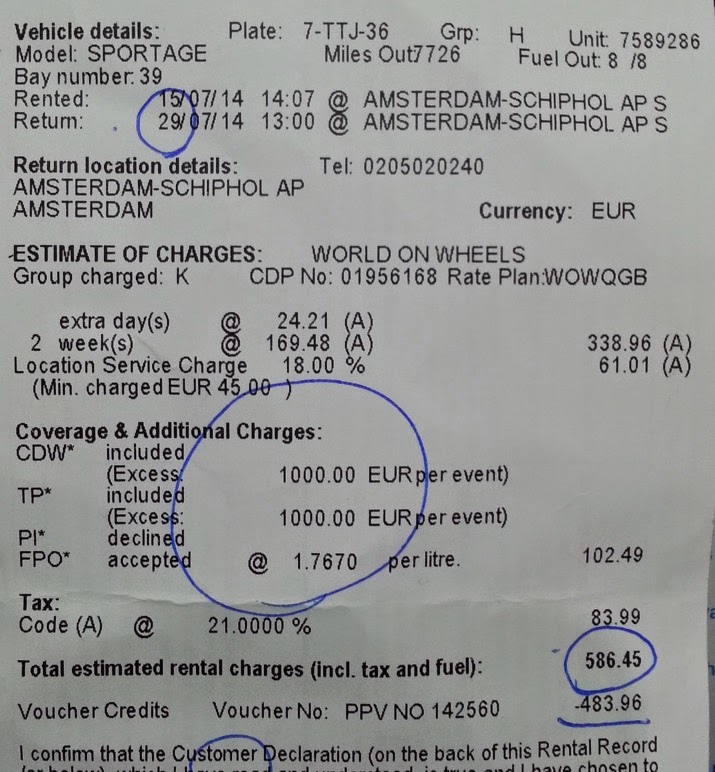 Vehicle details: Plate: 7-TTJ-36 Grp: H Unit: 7589286
Model: SPORTAGE Miles Out7726 Fuel Out: 8 /8
Bay number: 39
Rented: 15/07/14 14:07 @ AMSTERDAM-SCHIPHOL AP S
Return: 29/07/14 13:00 @ AMSTERDAM-SCHIPHOL AP S
Return location details: Tel: 0205020240
AMSTERDAM-SCHIPHOL AP
AMSTERDAM Currency: EUR
ESTIMATE OF CHARGES: WORLD ON WHEELS
Group charged: K CDP No: 01956168 Rate Plan:WOWQGB
extra day(s) @ 24.21 (A)
2 week(s) @ 169.48 (A) 338.96 (A)
Location Service Charge 18.00 % 61.01 (A)
(Min. charged EUR 45.00 )
Coverage & Additional Charges:
CDW* included
(Excess: 1000.00 EUR per event)
TP* included
(Excess: 1000.00 EUR per event)
PI* declined
FPO* accepted @ 1.7670 per litre. 102.49
Tax:
Code (A) @ 21.0000 % 83.99
Total estimated rental charges (incl. tax and fuel): 586.45
Voucher Credits Voucher No: PPV NO 142560 -483.96
I confirm that the Customer Declaration (on the back of this Rental Record